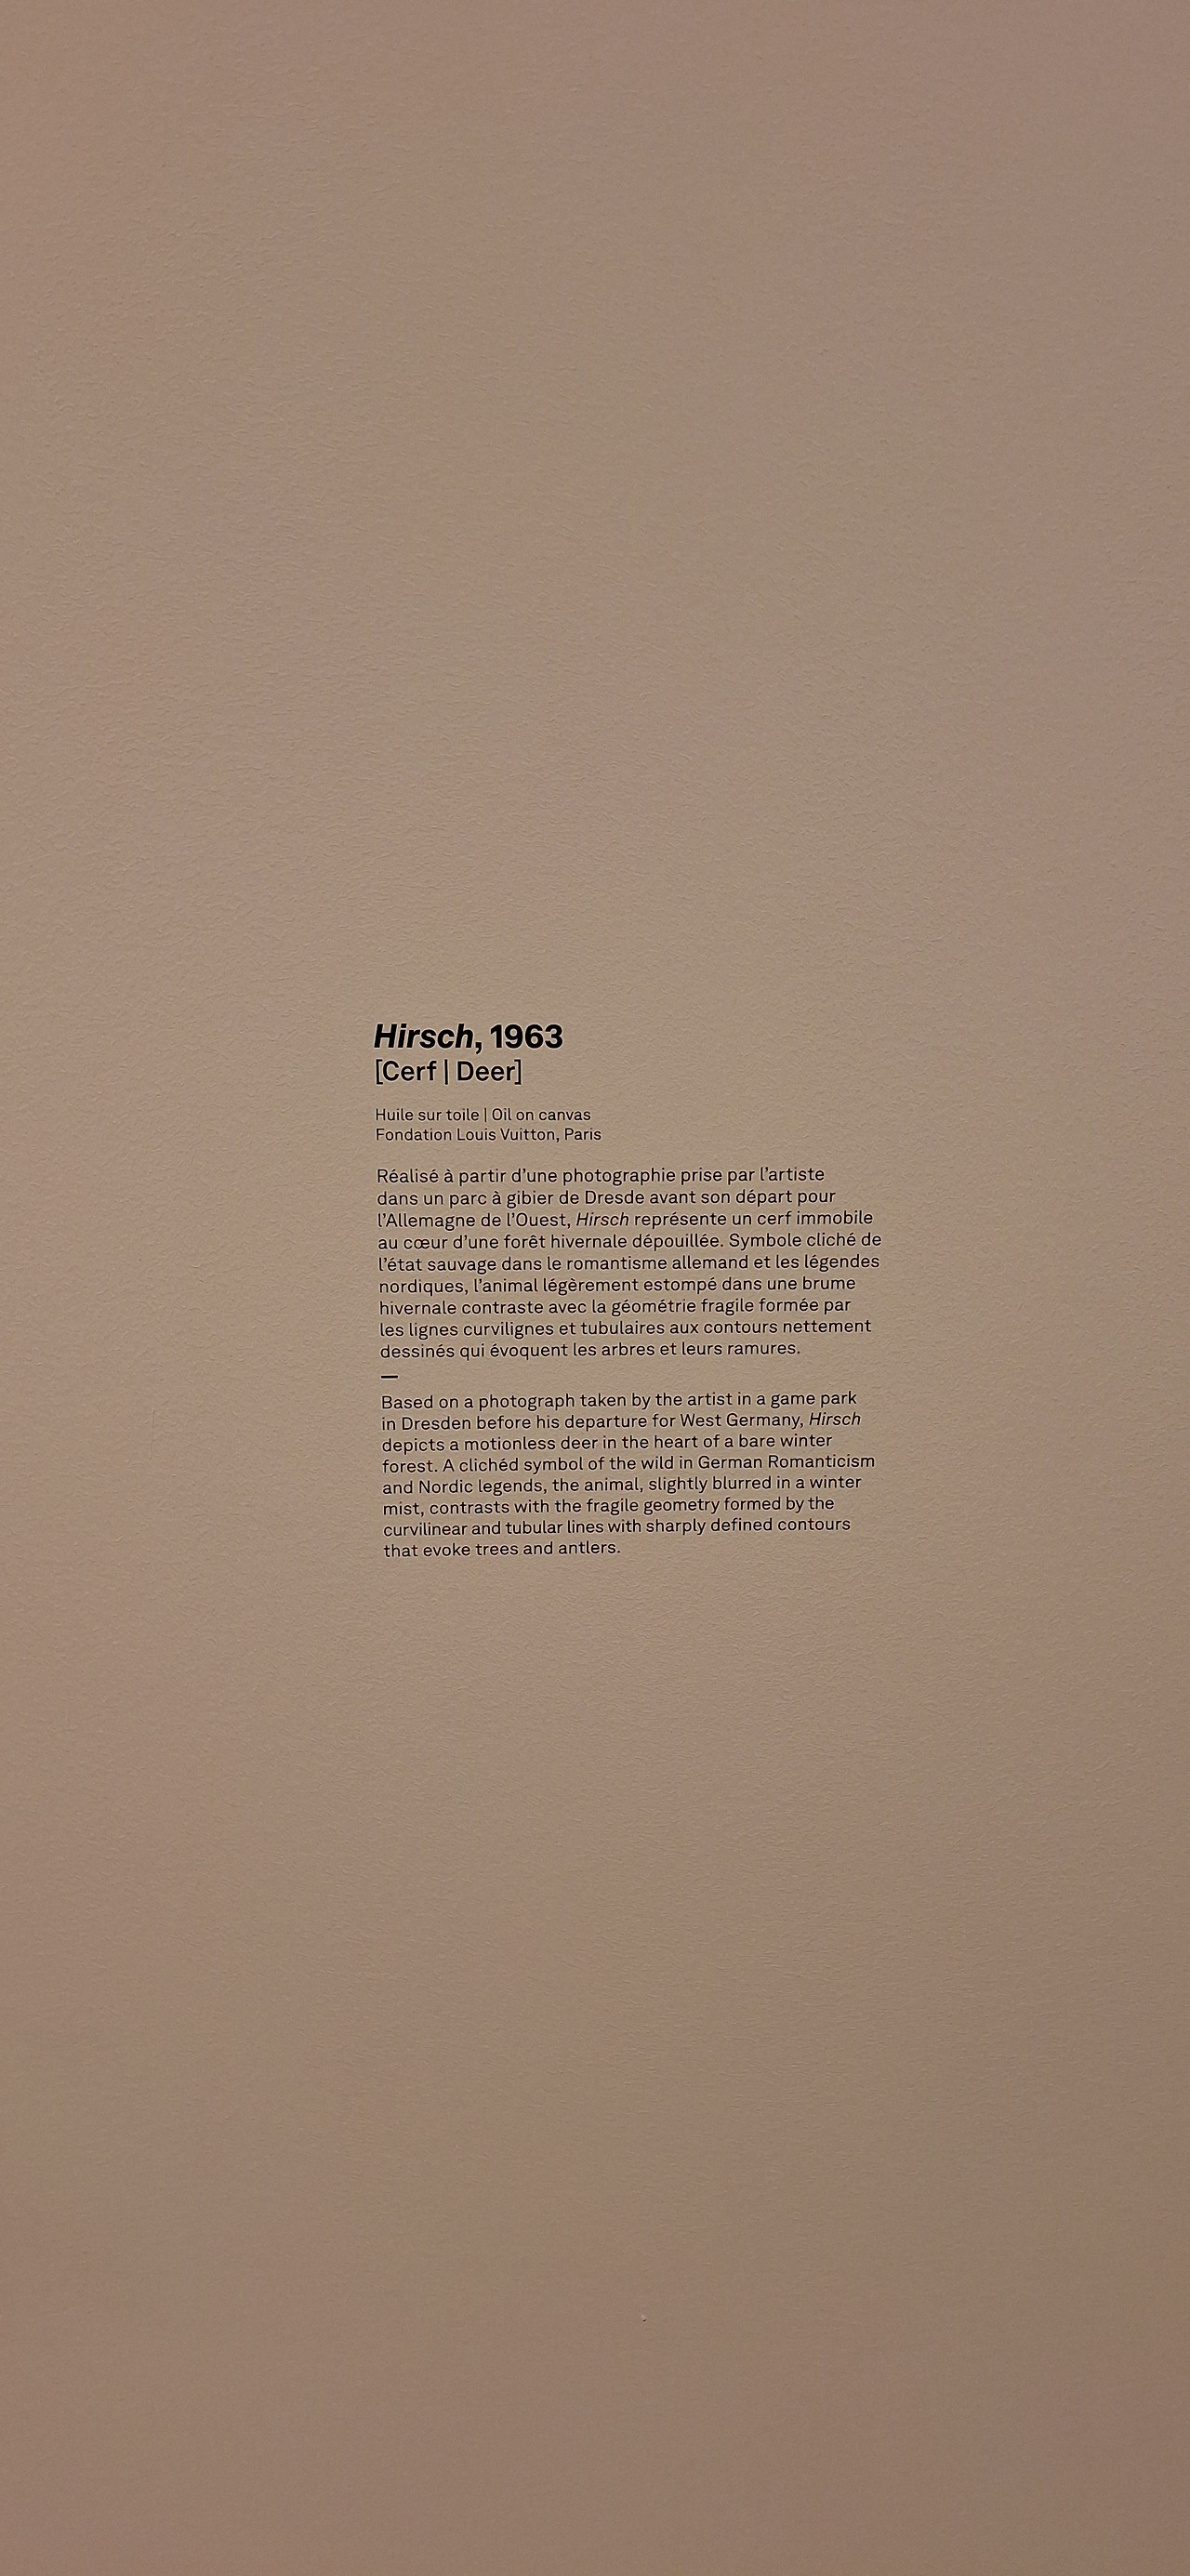 Hirsch, 1963
[Cerf | Deer]
Huile sur toile | Oil on canvas
Fondation Louis Vuitton, Paris
Réalisé à partir d’une photographie prise par l’artiste
dans un parc à gibier de Dresde avant son départ pour
l’Allemagne de l’Ouest, Hirsch représente un cerf immobile
au cœur d’une forêt hivernale dépouillée. Symbole cliché de
l’état sauvage dans le romantisme allemand et les légendes
nordiques, l’animal légèrement estompé dans une brume
hivernale contraste avec la géométrie fragile formée par
les lignes curvilignes et tubulaires aux contours nettement
dessinés qui évoquent les arbres et leurs ramures.
—
Based on a photograph taken by the artist in a game park
in Dresden before his departure for West Germany, Hirsch
depicts a motionless deer in the heart of a bare winter
forest. A clichéd symbol of the wild in German Romanticism
and Nordic legends, the animal, slightly blurred in a winter
mist, contrasts with the fragile geometry formed by the
curvilinear and tubular lines with sharply defined contours
that evoke trees and antlers.